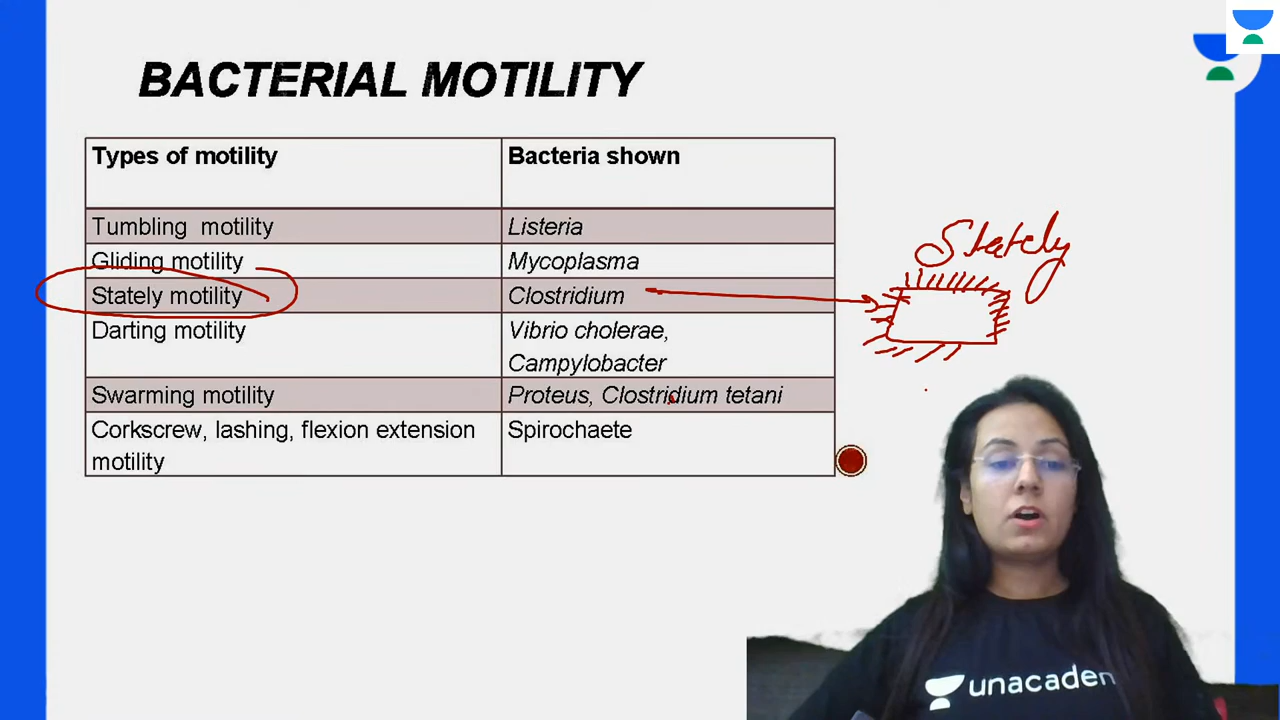 BACTERIAL MOTILITY
Types of motility Bacteria shown
Tumbling motility Listeria
Gliding motility Mycoplasma
Stately motility Clostridium
Stately
Darting motility Vibrio cholerae,
Campylobacter
Swarming motility Proteus, Clostridium tetani
Corkscrew, lashing, flexion extension Spirochaete
motility
unacadem